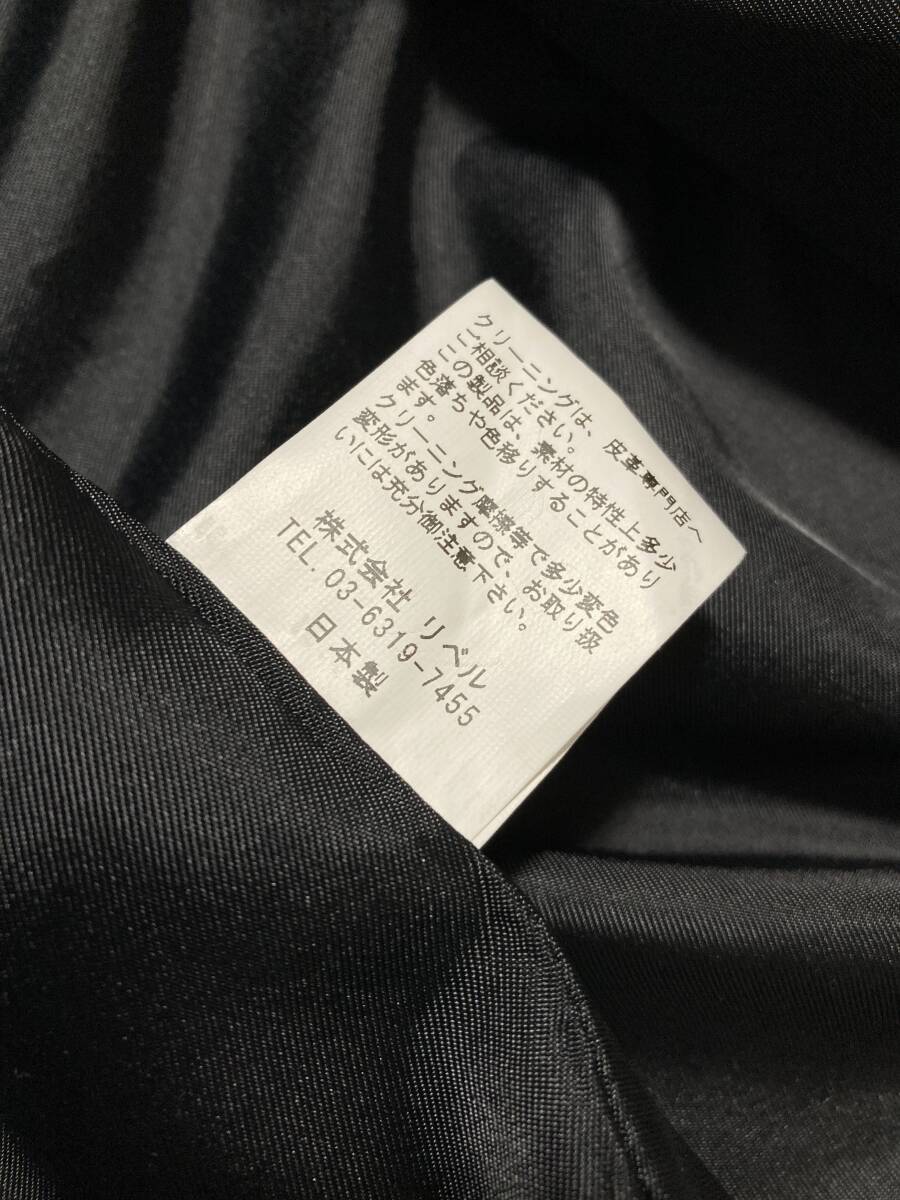 クリーニングは、皮革専門店へ
ご相談ください。
この製品は、素材の特性上多少
色落ちや色移りすることがあり
ます。
クリーニング摩擦等で多少変色
変形がありますので、お取り扱
いには充分御注意下さい。
株式会社 リベル
TEL.03-6319-7455
日本製